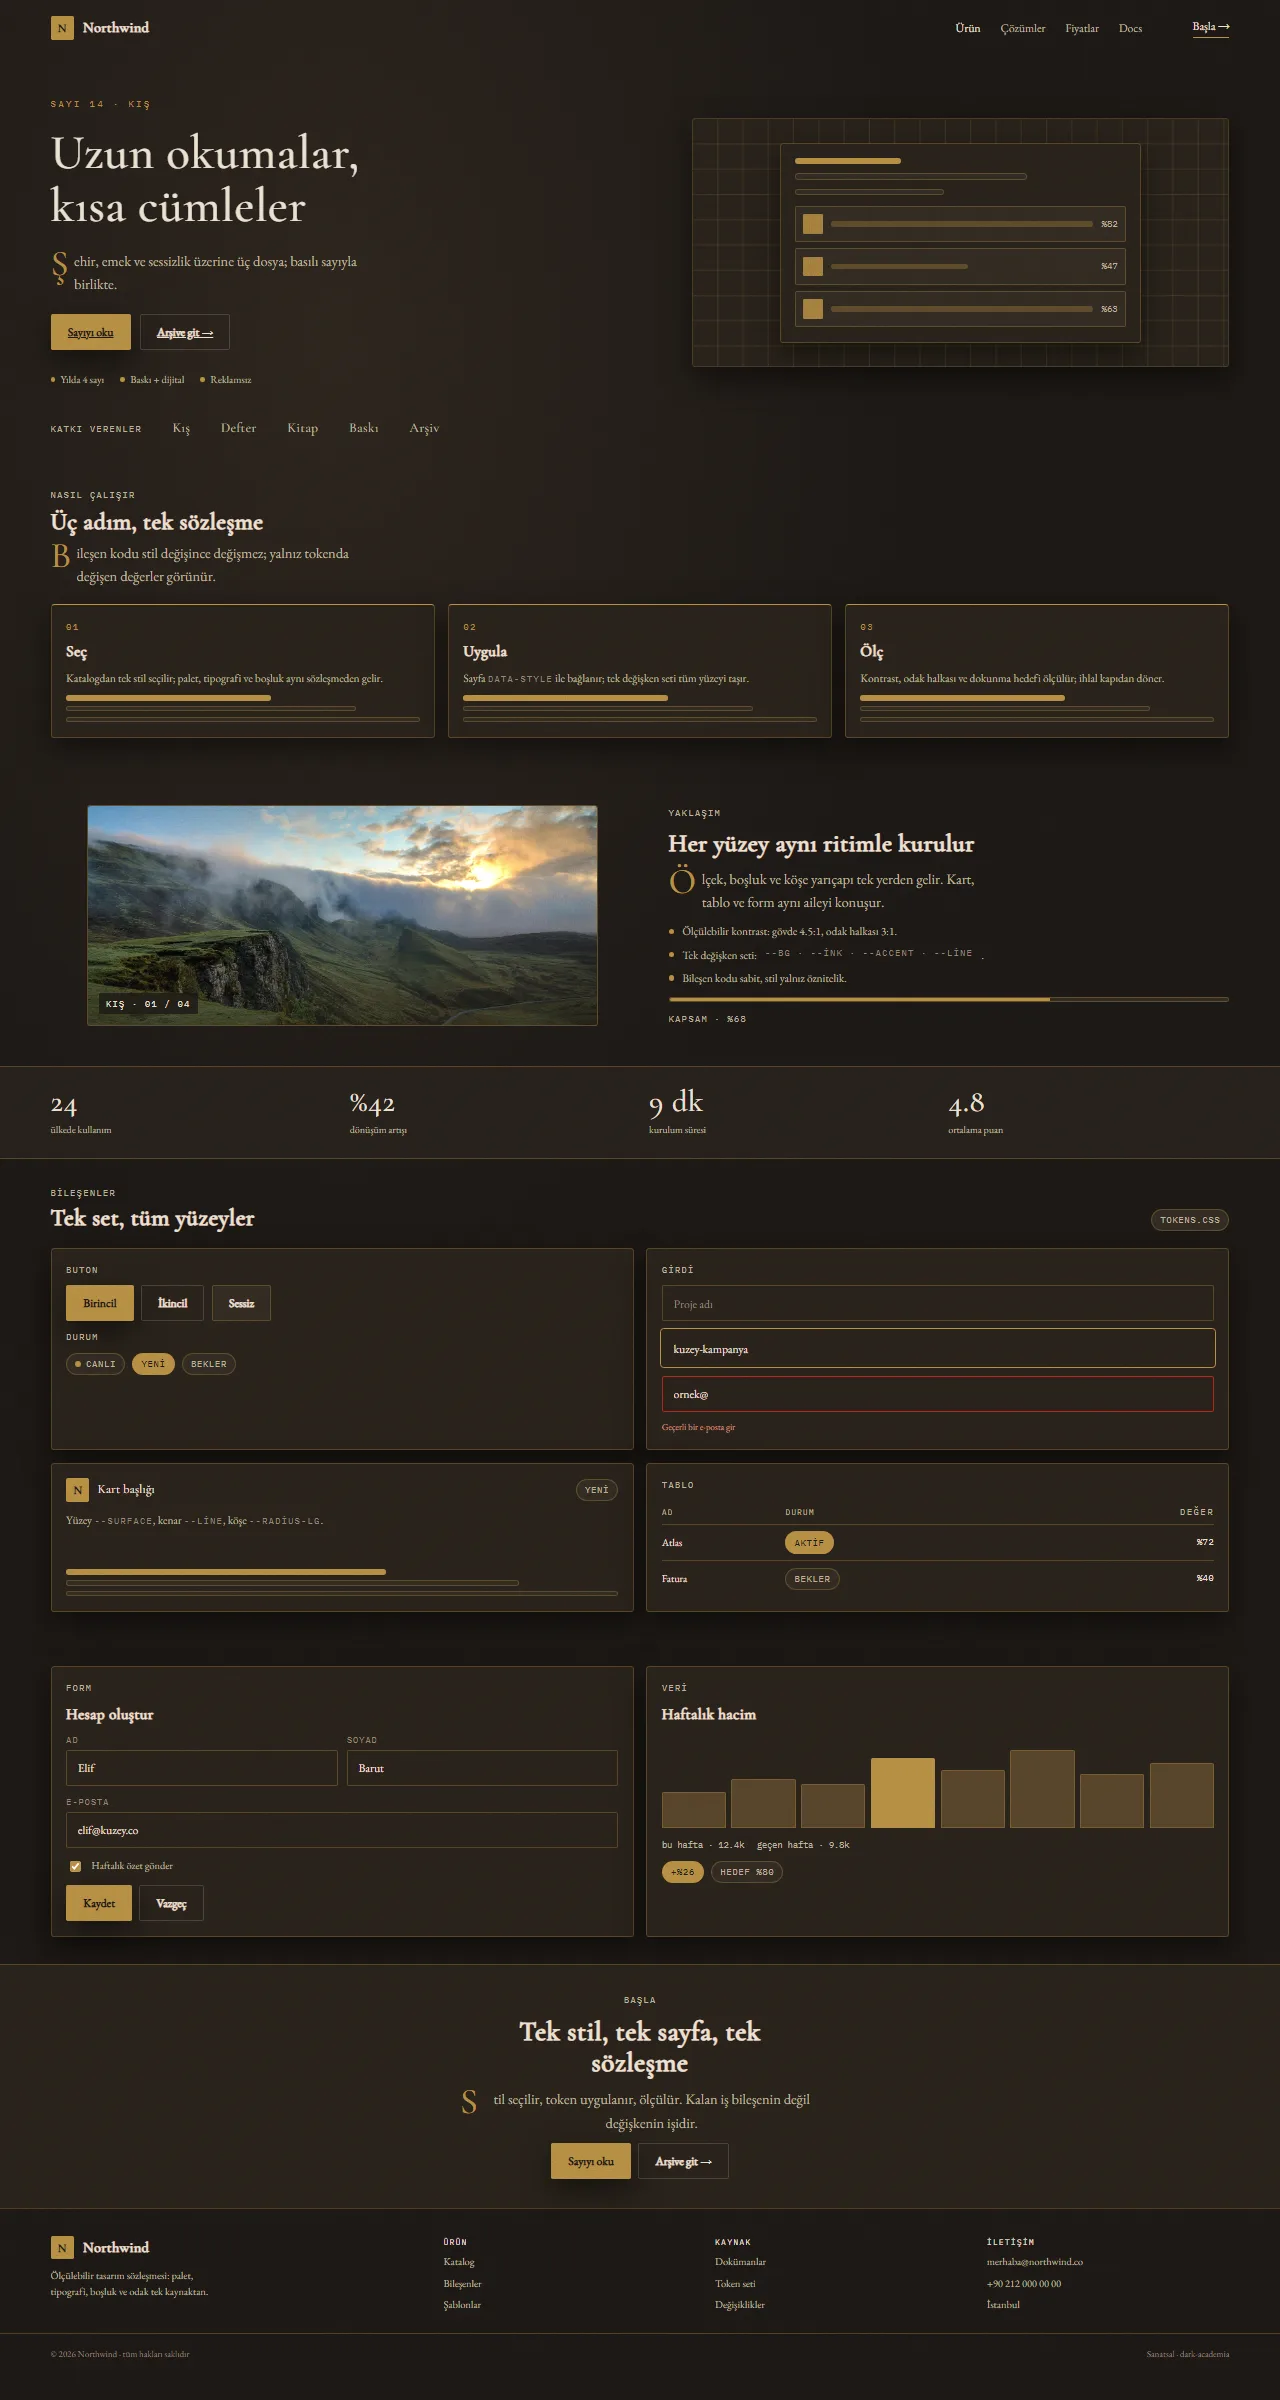 N Northwind
Ürün Çözümler Fiyatlar Docs Başla →
SAYI 14 · KIŞ
Uzun okumalar,
kısa cümleler
Şehir, emek ve sessizlik üzerine üç dosya; basılı sayıyla
birlikte.
Sayıyı oku Arşive git →
Yılda 4 sayı Baskı + dijital Reklamsız
%82
%47
%63
KATKI VERENLER Kış Defter Kitap Baskı Arşiv
NASIL ÇALIŞIR
Üç adım, tek sözleşme
Bileşen kodu stil değişince değişmez; yalnız tokenda
değişen değerler görünür.
01
Seç
Katalogdan tek stil seçilir; palet, tipografi ve boşluk aynı sözleşmeden gelir.
02
Uygula
Sayfa DATA-STYLE ile bağlanır; tek değişken seti tüm yüzeyi taşır.
03
Ölç
Kontrast, odak halkası ve dokunma hedefi ölçülür; ihlal kapıdan döner.
KIŞ · 01 / 04
YAKLAŞIM
Her yüzey aynı ritimle kurulur
Ölçek, boşluk ve köşe yarıçapı tek yerden gelir. Kart,
tablo ve form aynı aileyi konuşur.
Ölçülebilir kontrast: gövde 4.5:1, odak halkası 3:1.
Tek değişken seti: --BG · --İNK · --ACCENT · --LİNE .
Bileşen kodu sabit, stil yalnız öznitelik.
KAPSAM · %68
24
ülkede kullanım
%42
dönüşüm artışı
9 dk
kurulum süresi
4.8
ortalama puan
BİLEŞENLER
Tek set, tüm yüzeyler
TOKENS.CSS
BUTON
Birincil İkincil Sessiz
DURUM
CANLI YENİ BEKLER
GİRDİ
Proje adı
kuzey-kampanya
ornek@
Geçerli bir e-posta gir
N Kart başlığı YENİ
Yüzey --SURFACE, kenar --LİNE, köşe --RADİUS-LG.
TABLO
AD DURUM DEĞER
Atlas AKTİF %72
Fatura BEKLER %40
FORM
Hesap oluştur
AD SOYAD
Elif Barut
E-POSTA
elif@kuzey.co
Haftalık özet gönder
Kaydet Vazgeç
VERİ
Haftalık hacim
bu hafta · 12.4k geçen hafta · 9.8k
+%26 HEDEF %80
BAŞLA
Tek stil, tek sayfa, tek
sözleşme
Stil seçilir, token uygulanır, ölçülür. Kalan iş bileşenin değil
değişkenin işidir.
Sayıyı oku Arşive git →
N Northwind
Ölçülebilir tasarım sözleşmesi: palet,
tipografi, boşluk ve odak tek kaynaktan.
ÜRÜN
Katalog
Bileşenler
Şablonlar
KAYNAK
Dokümanlar
Token seti
Değişiklikler
İLETİŞİM
merhaba@northwind.co
+90 212 000 00 00
İstanbul
© 2026 Northwind · tüm hakları saklıdır
Sanatsal · dark-academia